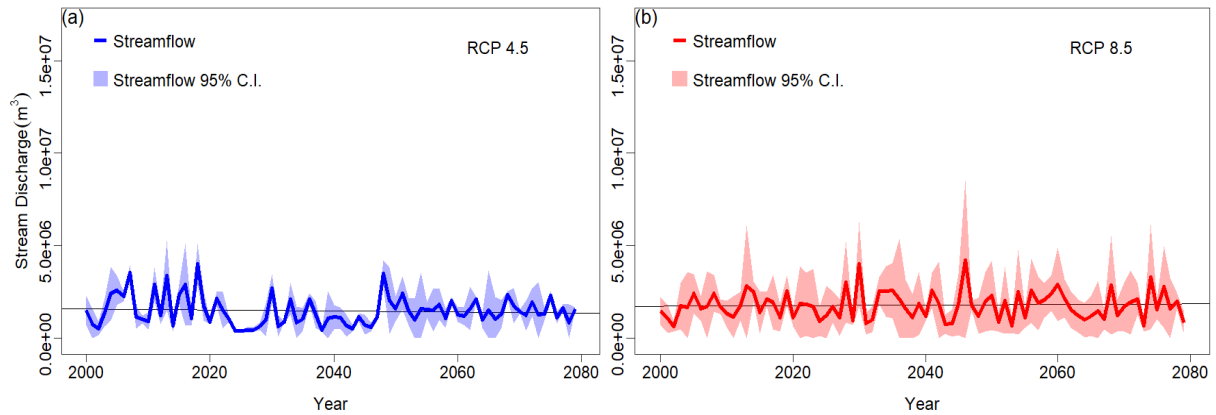 (a)
Streamflow
RCP 4.5
Streamflow 95% C.I.
Stream Discharge(m³)
0.0e+00 5.0e+06 1.0e+07 1.5e+07
2000 2020 2040 2060 2080
Year
(b)
Streamflow
RCP 8.5
Streamflow 95% C.I.
0.0e+00 5.0e+06 1.0e+07 1.5e+07
2000 2020 2040 2060 2080
Year